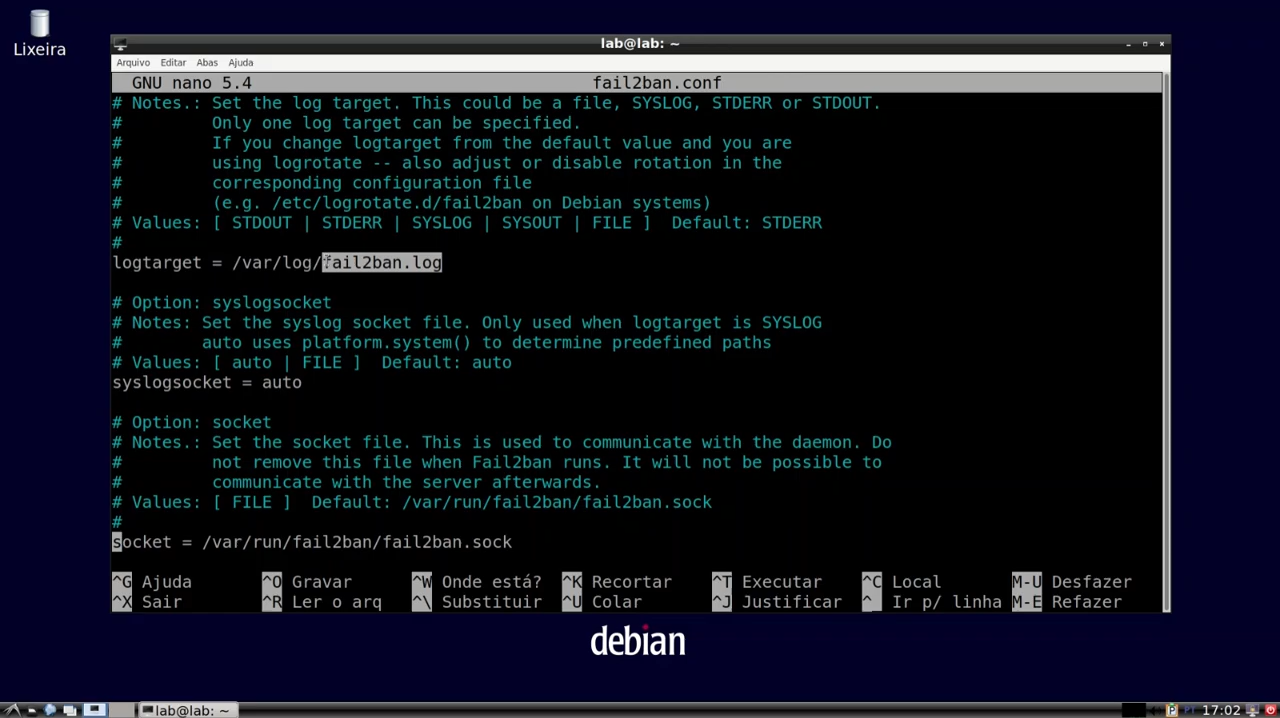 Lixeira
lab@lab: ~
Arquivo Editar Abas Ajuda
GNU nano 5.4 fail2ban.conf
# Notes.: Set the log target. This could be a file, SYSLOG, STDERR or STDOUT.
# Only one log target can be specified.
# If you change logtarget from the default value and you are
# using logrotate -- also adjust or disable rotation in the
# corresponding configuration file
# (e.g. /etc/logrotate.d/fail2ban on Debian systems)
# Values: [ STDOUT | STDERR | SYSLOG | SYSOUT | FILE ] Default: STDERR
#
logtarget = /var/log/fail2ban.log
# Option: syslogsocket
# Notes: Set the syslog socket file. Only used when logtarget is SYSLOG
# auto uses platform.system() to determine predefined paths
# Values: [ auto | FILE ] Default: auto
syslogsocket = auto
# Option: socket
# Notes.: Set the socket file. This is used to communicate with the daemon. Do
# not remove this file when Fail2ban runs. It will not be possible to
# communicate with the server afterwards.
# Values: [ FILE ] Default: /var/run/fail2ban/fail2ban.sock
#
socket = /var/run/fail2ban/fail2ban.sock
^G Ajuda ^O Gravar ^W Onde está? ^K Recortar ^T Executar ^C Local M-U Desfazer
^X Sair ^R Ler o arq ^\ Substituir ^U Colar ^J Justificar ^_ Ir p/ linha M-E Refazer
debian
lab@lab: ~ PT 17:02